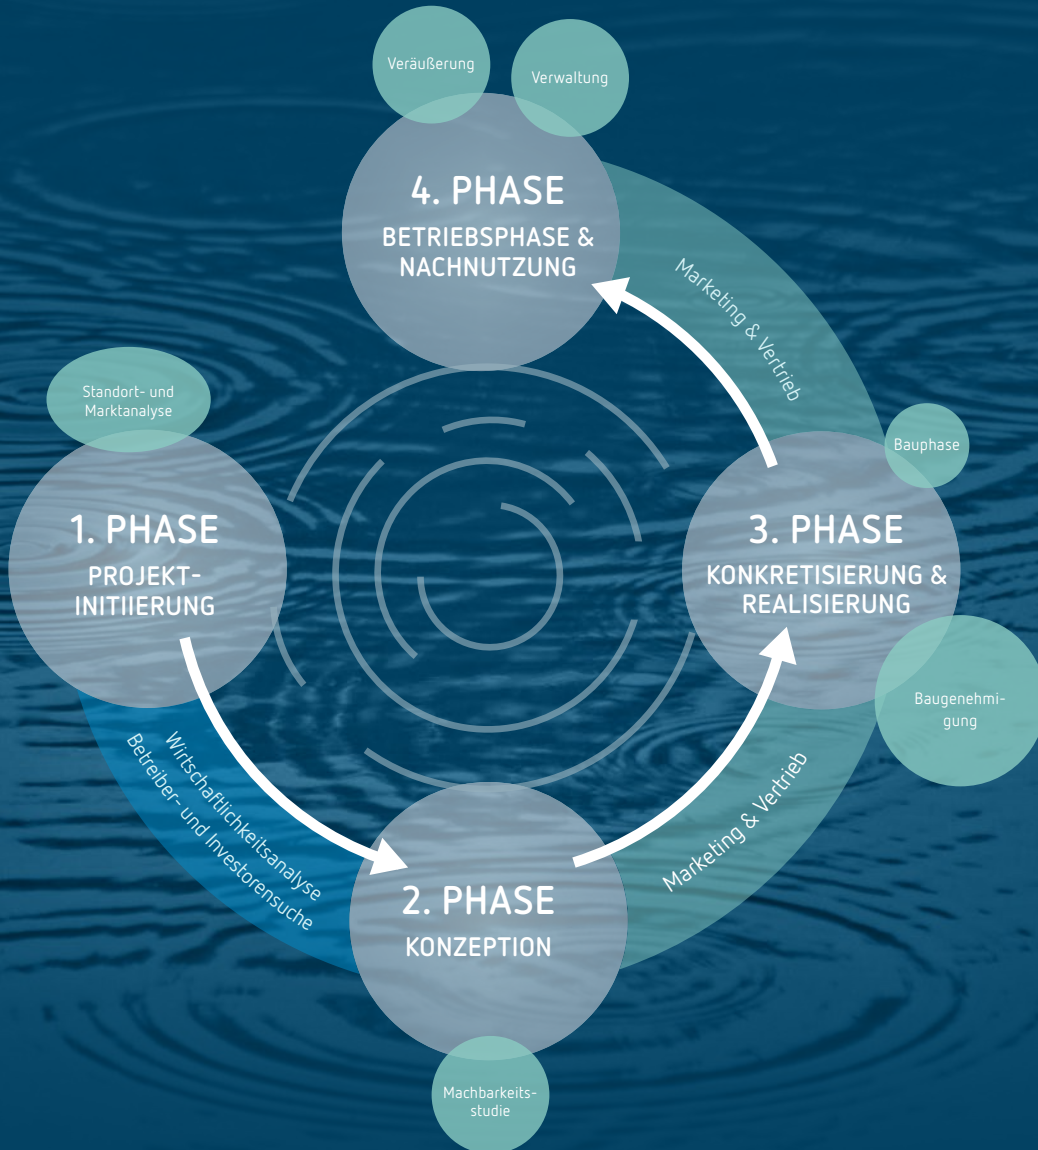 Veräußerung
Verwaltung
4. PHASE
BETRIEBSPHASE &
NACHNUTZUNG
Marketing & Vertrieb
Standort- und
Marktanalyse
1. PHASE
PROJEKT-
INITIIERUNG
Bauphase
3. PHASE
KONKRETISIERUNG &
REALISIERUNG
Baugenehmi-
gung
Wirtschaftlichkeitsanalyse
Betreiber- und Investorensuche
Marketing & Vertrieb
2. PHASE
KONZEPTION
Machbarkeits-
studie